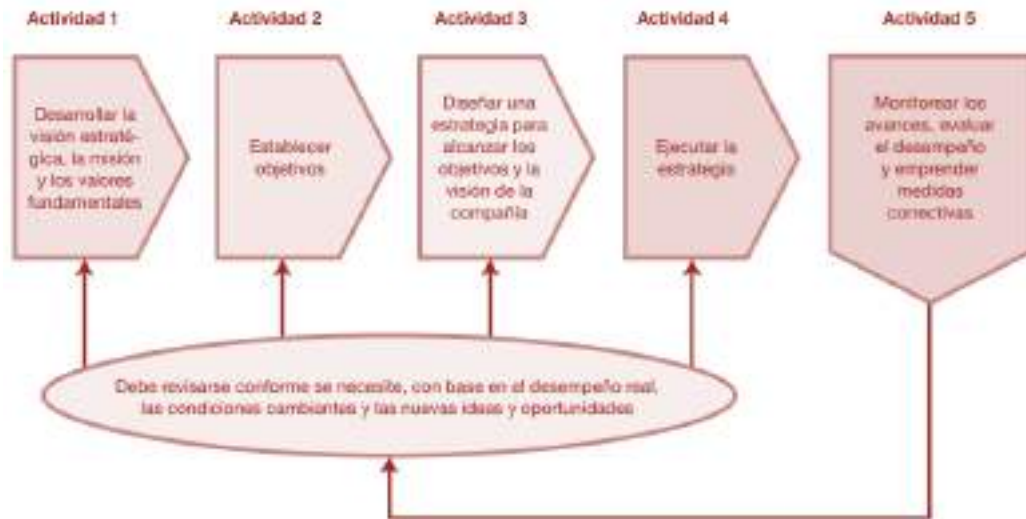 Actividad 1
Actividad 2
Actividad 3
Actividad 4
Actividad 5
Desarrollar la
visión estraté-
gica, la misión
y los valores
fundamentales
Establecer
objetivos
Diseñar una
estrategia para
alcanzar los
objetivos y la
visión de la
compañía
Ejecutar la
estrategia
Monitorear los
avances, evaluar
el desempeño
y emprender
medidas
correctivas
Debe revisarse conforme se necesite, con base en el desempeño real,
las condiciones cambiantes y las nuevas ideas y oportunidades